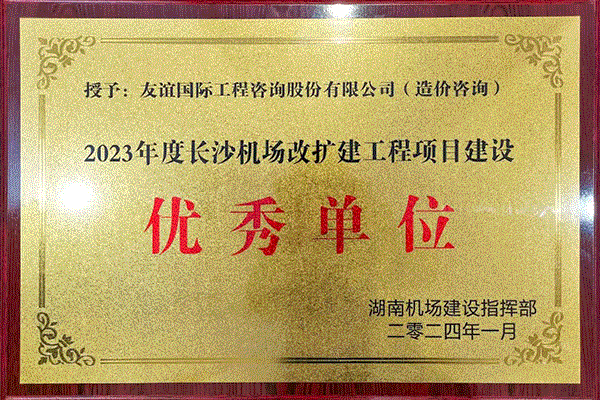 授予：友谊国际工程咨询股份有限公司（造价咨询）
2023年度长沙机场改扩建工程项目建设
优秀单位
湖南机场建设指挥部
二零二四年一月